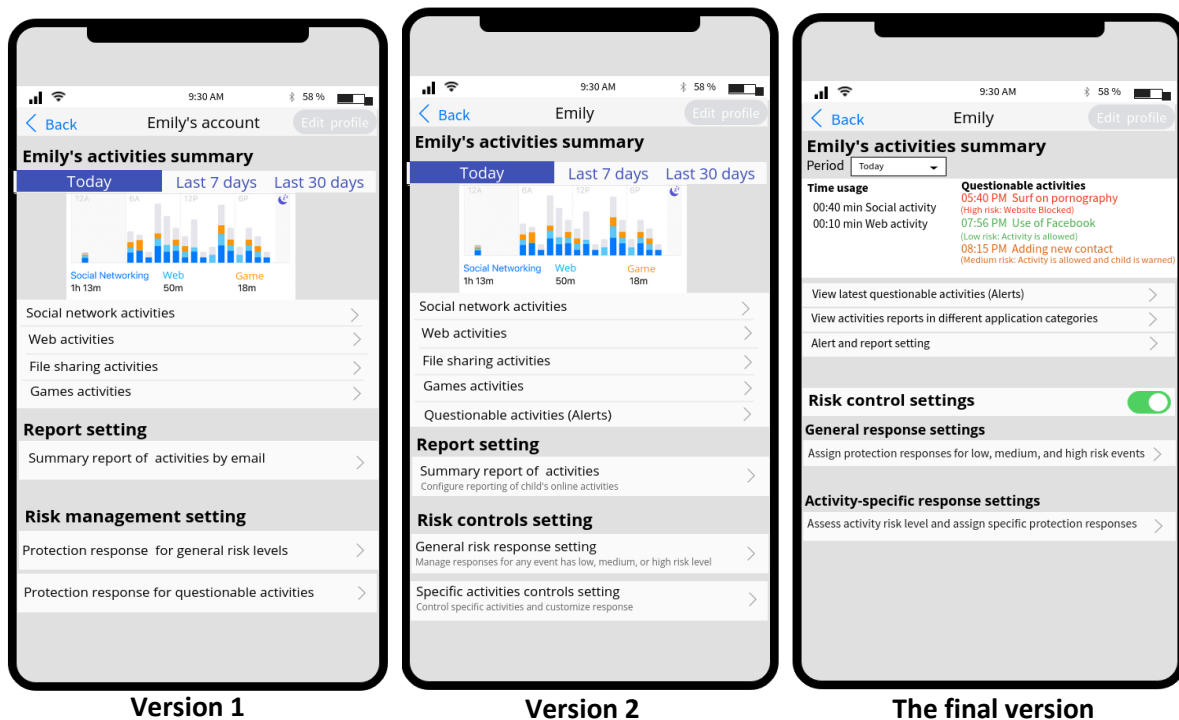 9:30 AM
58 %
Back
Emily's account
Edit profile
Emily's activities summary
Today
Last 7 days
Last 30 days
12A
6A
12P
6P
Social Networking
Web
Game
1h 13m
50m
18m
Social network activities
Web activities
File sharing activities
Games activities
Report setting
Summary report of activities by email
Risk management setting
Protection response for general risk levels
Protection response for questionable activities
Version 1
9:30 AM
58 %
Back
Emily
Edit profile
Emily's activities summary
Today
Last 7 days
Last 30 days
12A
6A
12P
6P
Social Networking
Web
Game
1h 13m
50m
18m
Social network activities
Web activities
File sharing activities
Games activities
Questionable activities (Alerts)
Report setting
Summary report of activities
Configure reporting of child's online activities
Risk controls setting
General risk response setting
Manage responses for any event has low, medium, or high risk level
Specific activities controls setting
Control specific activities and customize response
Version 2
9:30 AM
58 %
Back
Emily
Edit profile
Emily's activities summary
Period
Today
Time usage
00:40 min Social activity
00:10 min Web activity
Questionable activities
05:40 PM Surf on pornography
(High risk: Website Blocked)
07:56 PM Use of Facebook
(Low risk: Activity is allowed)
08:15 PM Adding new contact
(Medium risk: Activity is allowed and child is warned)
View latest questionable activities (Alerts)
View activities reports in different application categories
Alert and report setting
Risk control settings
General response settings
Assign protection responses for low, medium, and high risk events
Activity-specific response settings
Assess activity risk level and assign specific protection responses
The final version